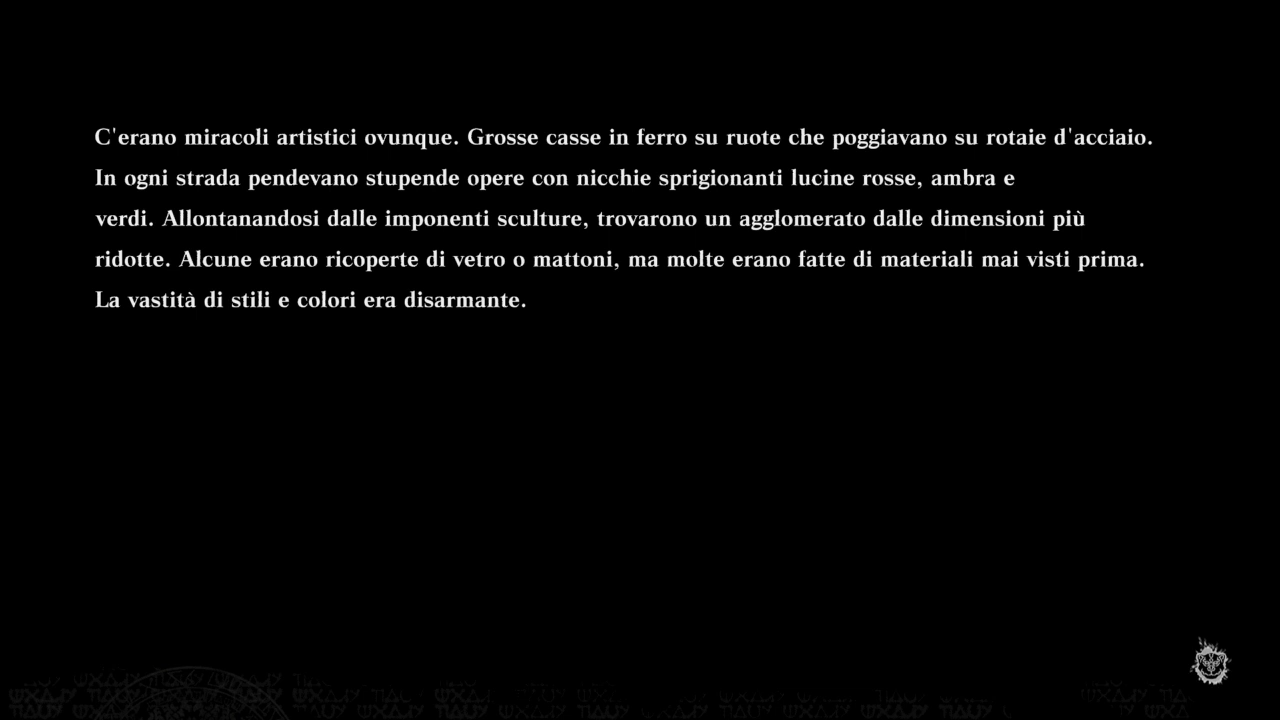 C'erano miracoli artistici ovunque. Grosse casse in ferro su ruote che poggiavano su rotaie d'acciaio.
In ogni strada pendevano stupende opere con nicchie sprigionanti lucine rosse, ambra e
verdi. Allontanandosi dalle imponenti sculture, trovarono un agglomerato dalle dimensioni più
ridotte. Alcune erano ricoperte di vetro o mattoni, ma molte erano fatte di materiali mai visti prima.
La vastità di stili e colori era disarmante.